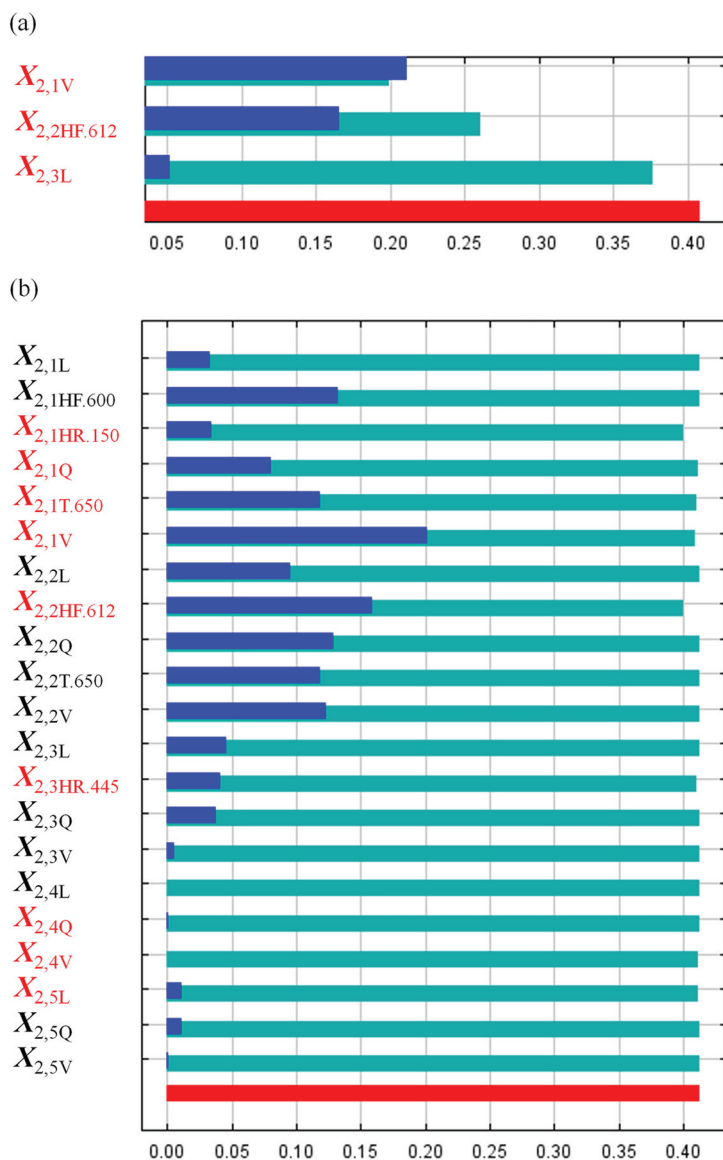 (a)
X2,1V
X2,2HF.612
X2,3L
0.05 0.10 0.15 0.20 0.25 0.30 0.35 0.40
(b)
X2,1L
X2,1HF.600
X2,1HR.150
X2,1Q
X2,1T.650
X2,1V
X2,2L
X2,2HF.612
X2,2Q
X2,2T.650
X2,2V
X2,3L
X2,3HR.445
X2,3Q
X2,3V
X2,4L
X2,4Q
X2,4V
X2,5L
X2,5Q
X2,5V
0.00 0.05 0.10 0.15 0.20 0.25 0.30 0.35 0.40